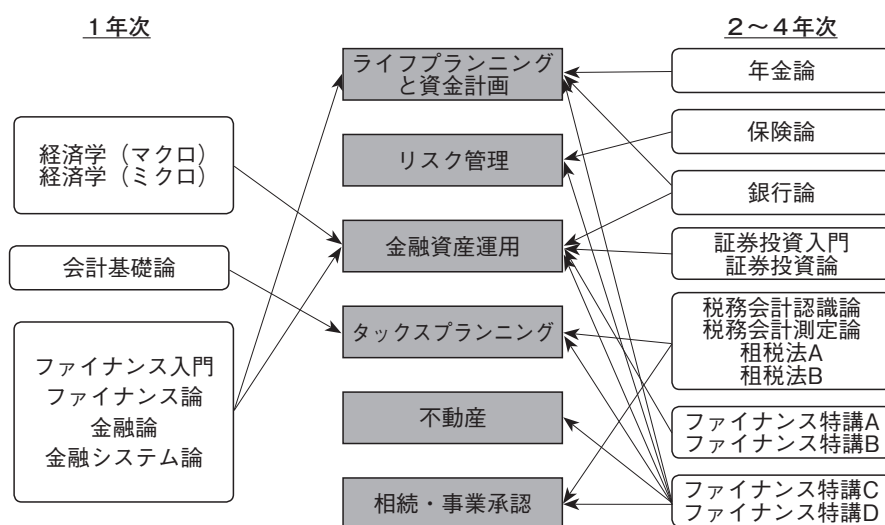 1年次
経済学（マクロ）
経済学（ミクロ）
会計基礎論
ファイナンス入門
ファイナンス論
金融論
金融システム論
ライフプランニング
と資金計画
リスク管理
金融資産運用
タックスプランニング
不動産
相続・事業承認
2～4年次
年金論
保険論
銀行論
証券投資入門
証券投資論
税務会計認識論
税務会計測定論
租税法A
租税法B
ファイナンス特講A
ファイナンス特講B
ファイナンス特講C
ファイナンス特講D